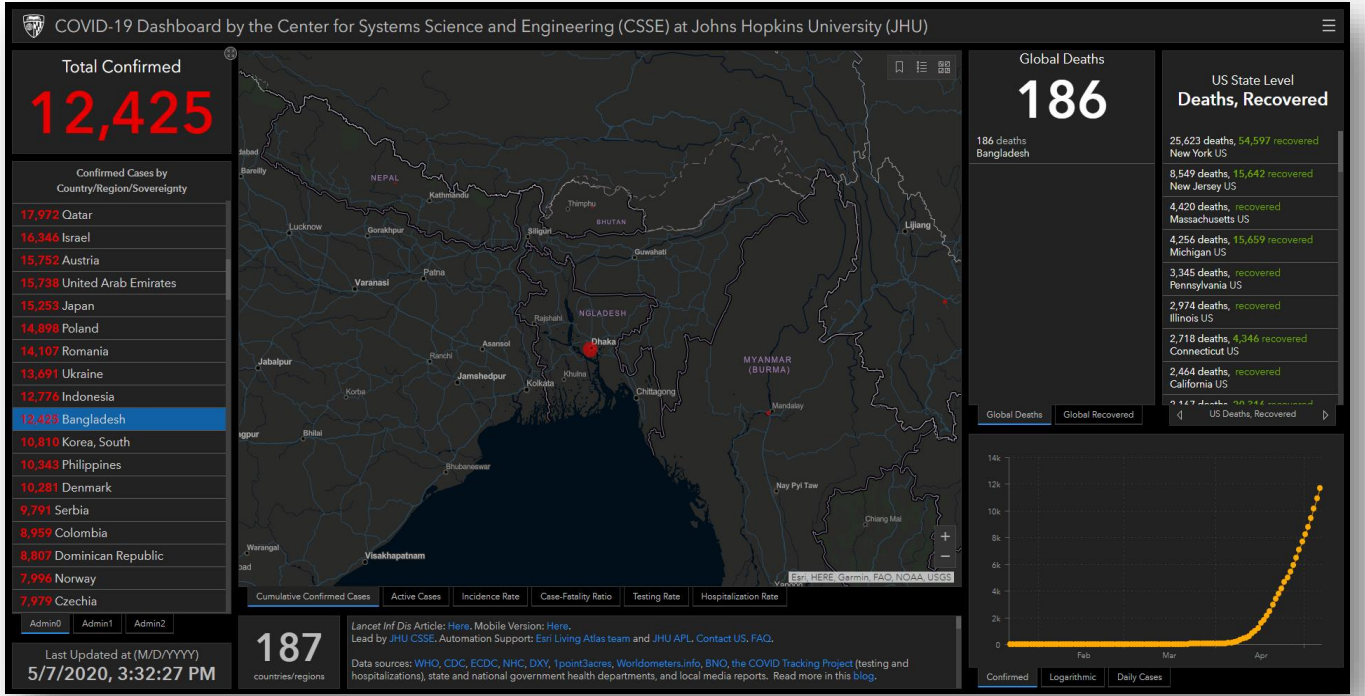 COVID-19 Dashboard by the Center for Systems Science and Engineering (CSSE) at Johns Hopkins University (JHU)
Total Confirmed
12,425
Confirmed Cases by
Country/Region/Sovereignty
17,972 Qatar
16,346 Israel
15,752 Austria
15,738 United Arab Emirates
15,253 Japan
14,898 Poland
14,107 Romania
13,691 Ukraine
12,776 Indonesia
12,425 Bangladesh
10,810 Korea, South
10,343 Philippines
10,281 Denmark
9,791 Serbia
8,959 Colombia
8,807 Dominican Republic
7,996 Norway
7,979 Czechia
Admin0 Admin1 Admin2
Last Updated at (M/D/YYYY)
5/7/2020, 3:32:27 PM
Bareilly
NEPAL
Kathmandu
Thimphu
BHUTAN
Lucknow
Gorakhpur
Siliguri
Lijiang
Guwahati
Patna
Varanasi
Rajshahi
NGLADESH
Dhaka
Asansol
Ranchi
Jabalpur
MYANMAR
(BURMA)
Jamshedpur
Khulna
Kolkata
Korba
Chittagong
Mandalay
Bhilai
Bhubaneswar
Nay Pyi Taw
Chiang Mai
Warangal
Visakhapatnam
+
−
Esri, HERE, Garmin, FAO, NOAA, USGS
Cumulative Confirmed Cases Active Cases Incidence Rate Case-Fatality Ratio Testing Rate Hospitalization Rate
187
countries/regions
Lancet Inf Dis Article: Here. Mobile Version: Here.
Lead by JHU CSSE. Automation Support: Esri Living Atlas team and JHU APL. Contact US. FAQ.
Data sources: WHO, CDC, ECDC, NHC, DXY, 1point3acres, Worldometers.info, BNO, the COVID Tracking Project (testing and
hospitalizations), state and national government health departments, and local media reports. Read more in this blog.
Global Deaths
186
186 deaths
Bangladesh
Global Deaths Global Recovered
US State Level
Deaths, Recovered
25,623 deaths, 54,597 recovered
New York US
8,549 deaths, 15,642 recovered
New Jersey US
4,420 deaths, recovered
Massachusetts US
4,256 deaths, 15,659 recovered
Michigan US
3,345 deaths, recovered
Pennsylvania US
2,974 deaths, recovered
Illinois US
2,718 deaths, 4,346 recovered
Connecticut US
2,464 deaths, recovered
California US
US Deaths, Recovered
14k
12k
10k
8k
6k
4k
2k
0
Feb Mar Apr
Confirmed Logarithmic Daily Cases